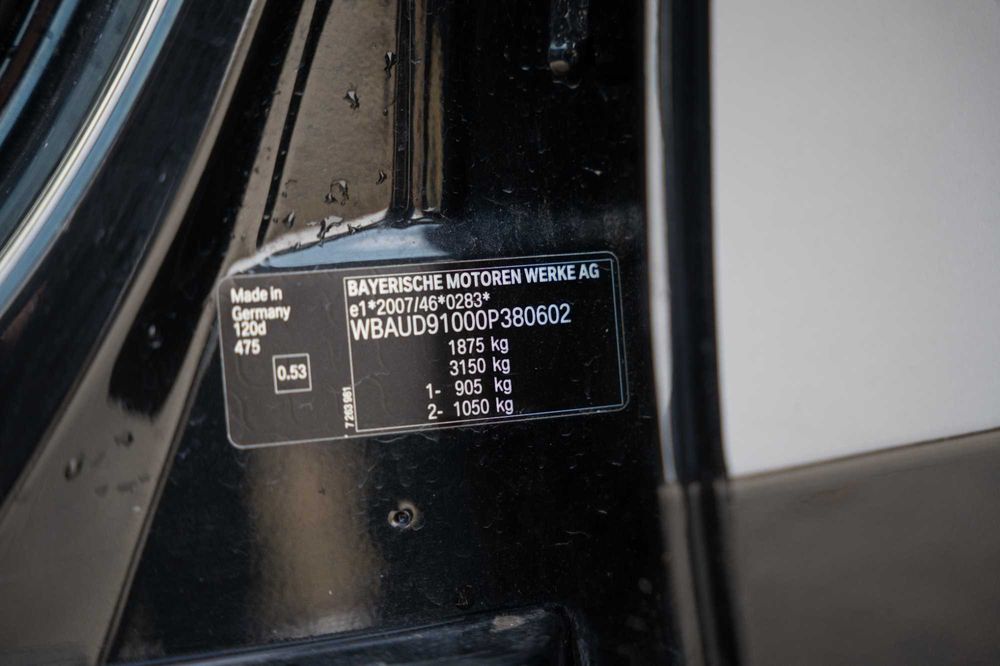 Made in
Germany
120d
475
0.53
7 263 961
BAYERISCHE MOTOREN WERKE AG
e1*2007/46*0283*
WBAUD91000P380602
1875 kg
3150 kg
1- 905 kg
2- 1050 kg